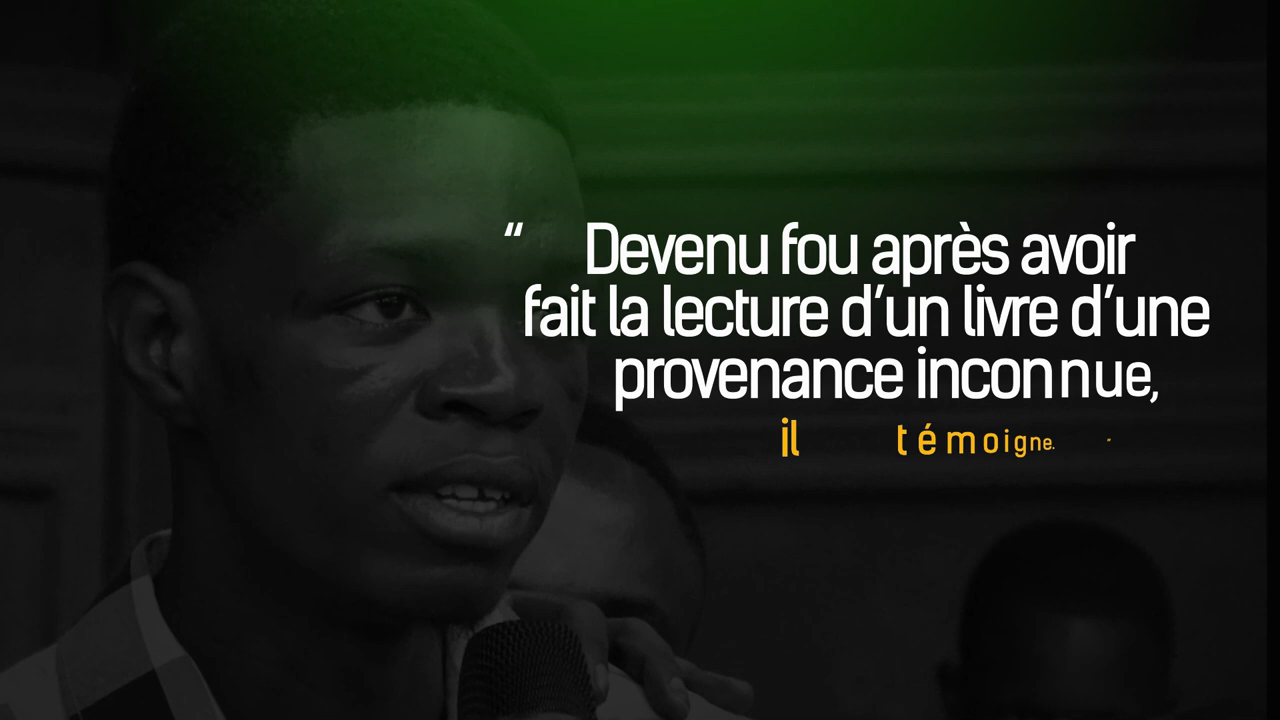 “ Devenu fou après avoir
fait la lecture d’un livre d’une
provenance inconnue,
il témoigne. ”